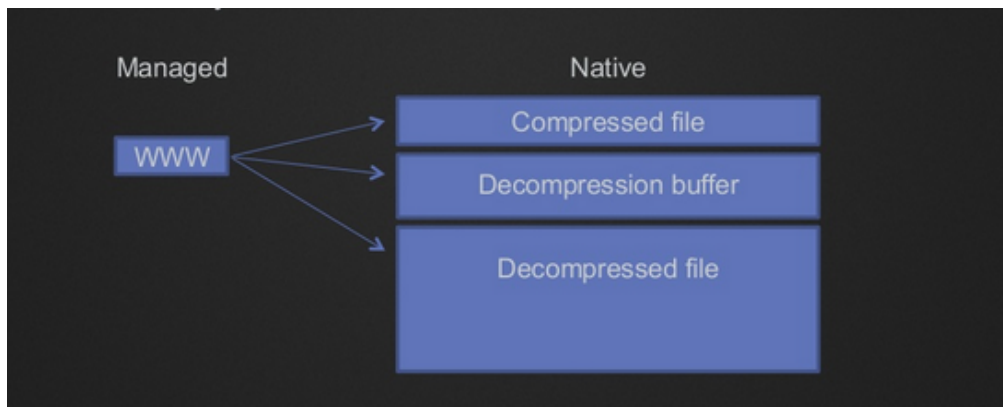 Managed
Native
WWW
Compressed file
Decompression buffer
Decompressed file